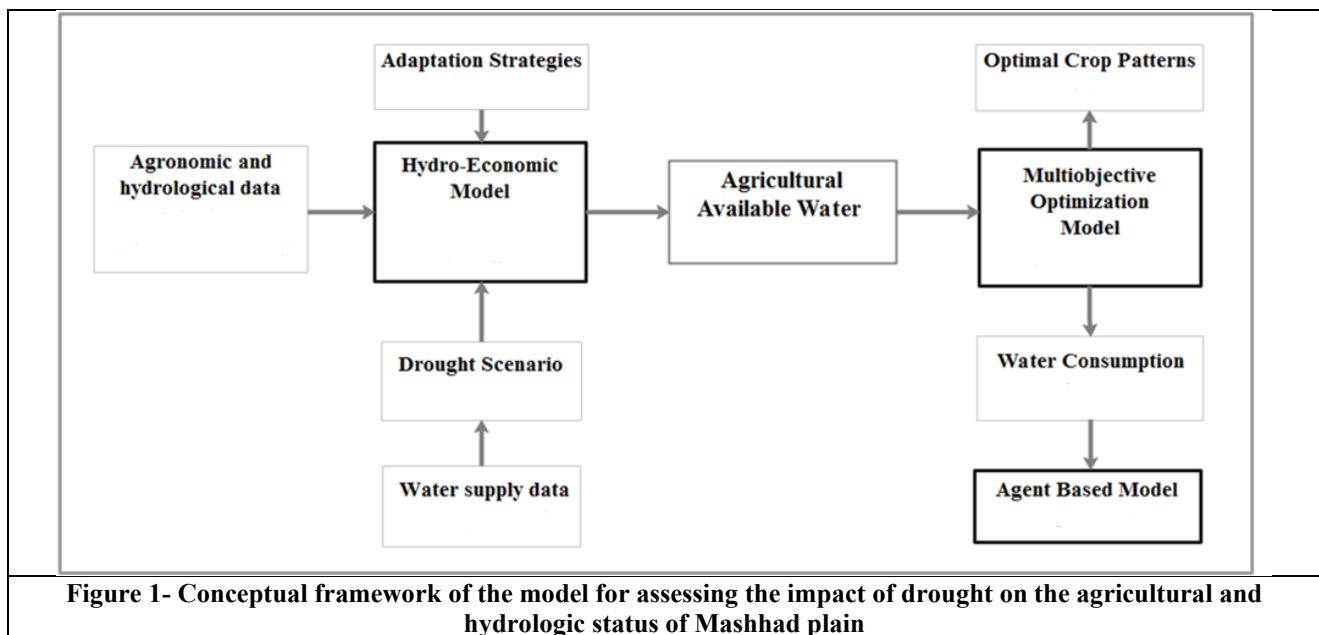 Adaptation Strategies
Optimal Crop Patterns
Agronomic and
hydrological data
Hydro-Economic
Model
Agricultural
Available Water
Multiobjective
Optimization
Model
Drought Scenario
Water Consumption
Water supply data
Agent Based Model
Figure 1- Conceptual framework of the model for assessing the impact of drought on the agricultural and
hydrologic status of Mashhad plain